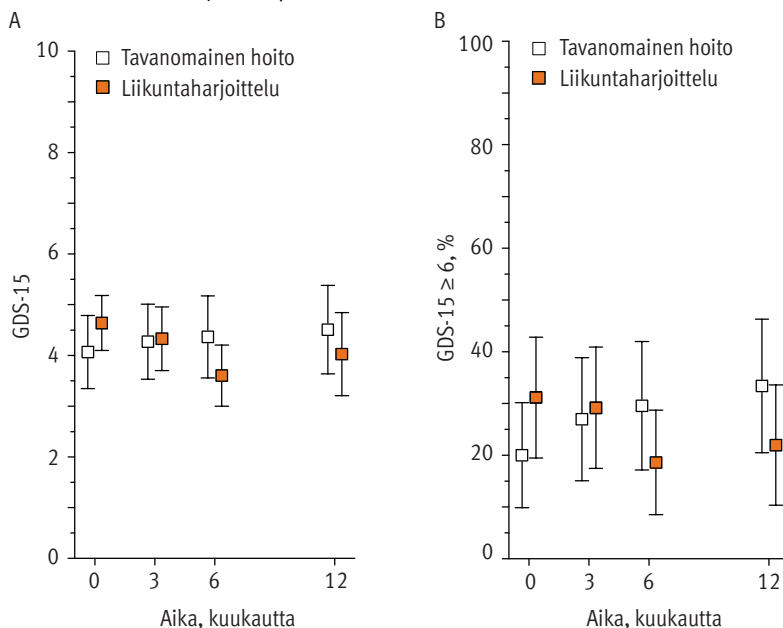 A
Tavanomainen hoito
Liikuntaharjoittelu
10
8
6
4
2
0
GDS-15
0 3 6 12
Aika, kuukautta
B
Tavanomainen hoito
Liikuntaharjoittelu
100
80
60
40
20
0
GDS-15 ≥ 6, %
0 3 6 12
Aika, kuukautta